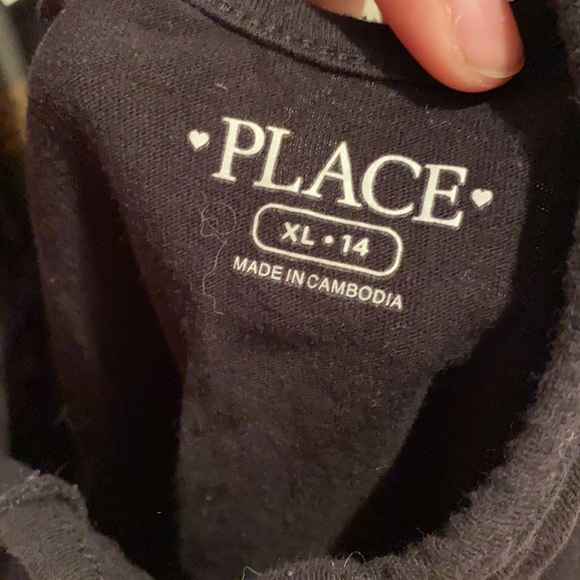 ♥PLACE♥
XL • 14
MADE IN CAMBODIA